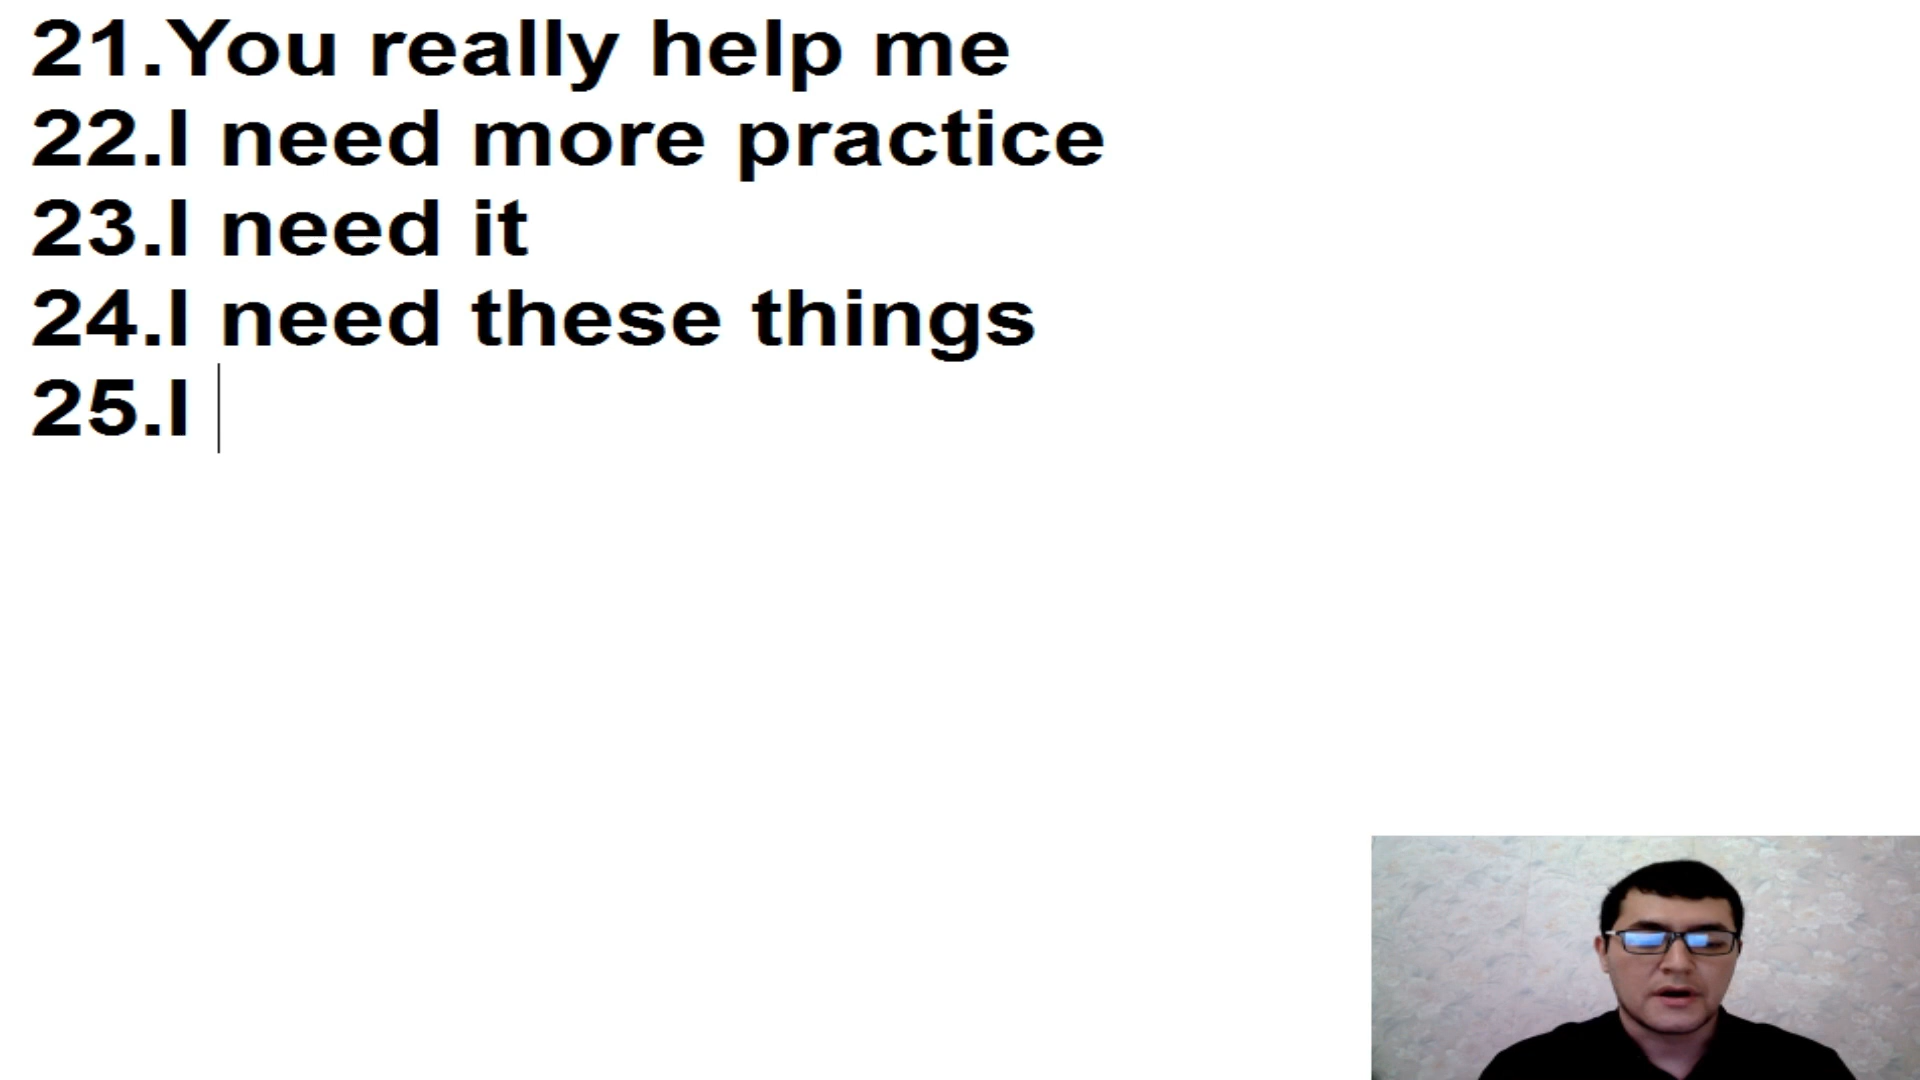 21.You really help me
22.I need more practice
23.I need it
24.I need these things
25.I